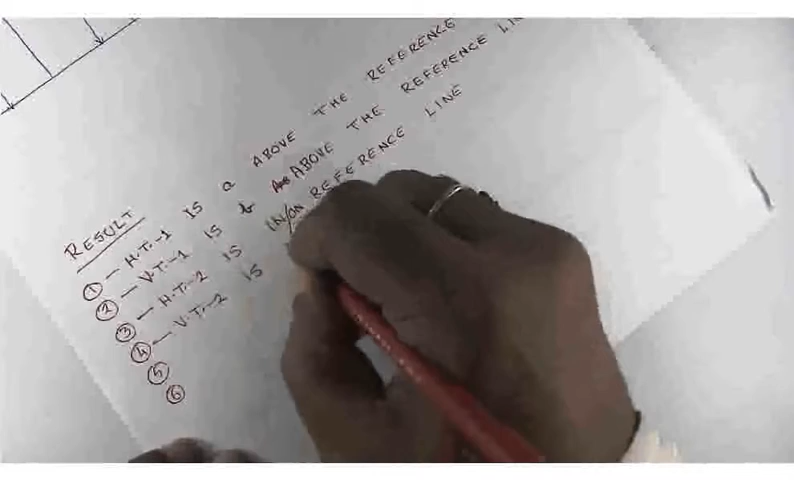 RESULT
① — H.T.-1 IS a ABOVE THE REFERENCE
② — V.T.-1 IS b ABOVE THE REFERENCE LIN
③ — H.T.-2 IS IN/ON REFERENCE LINE
④ — V.T.-2 IS
⑤
⑥